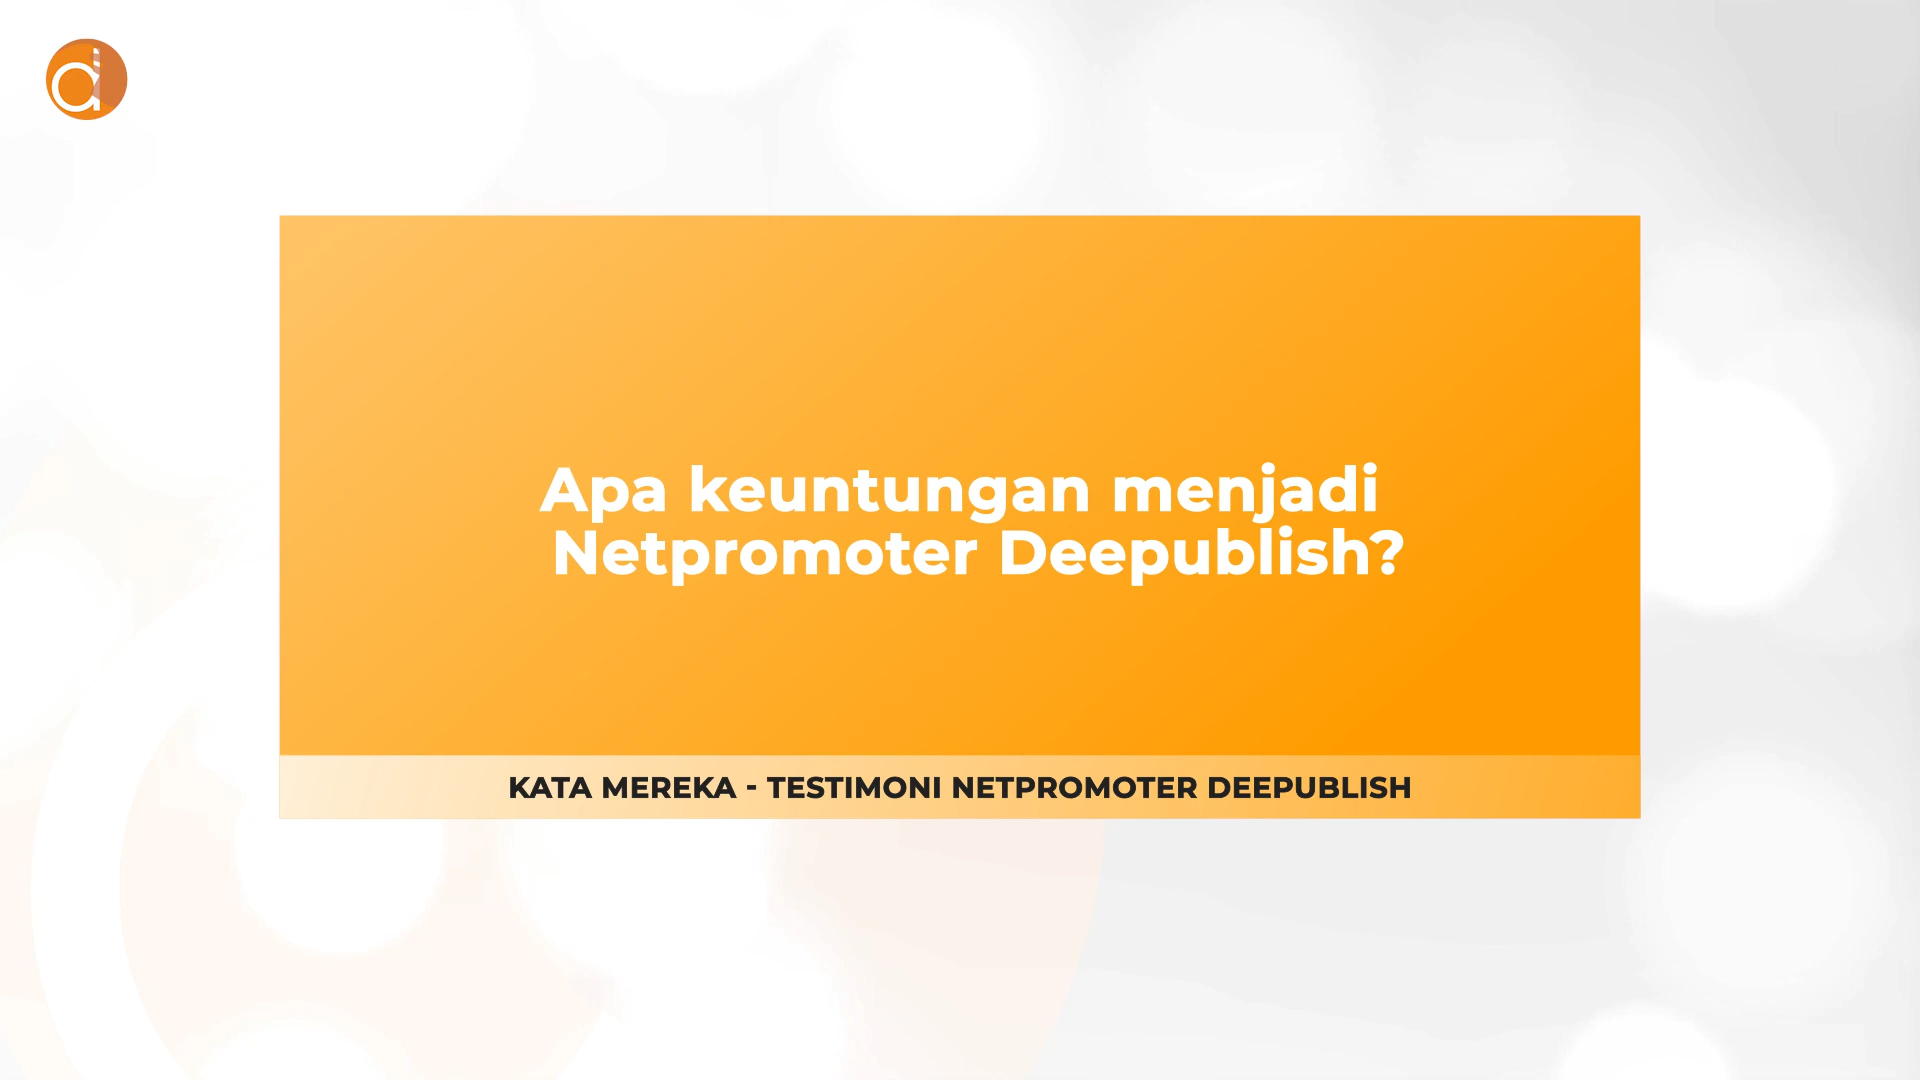 Apa keuntungan menjadi
Netpromoter Deepublish?
KATA MEREKA - TESTIMONI NETPROMOTER DEEPUBLISH